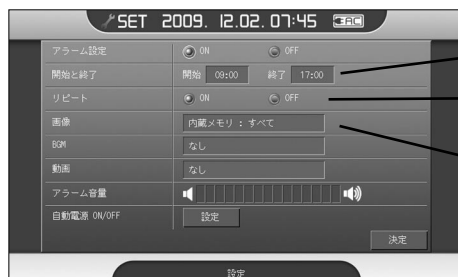 SET 2009. 12.02. 07:45 AC
アラーム設定 ON OFF
開始と終了 開始 09:00 終了 17:00
リピート ON OFF
画像 内蔵メモリ : すべて
BGM なし
動画 なし
アラーム音量
自動電源 ON/OFF 設定
決定
設定